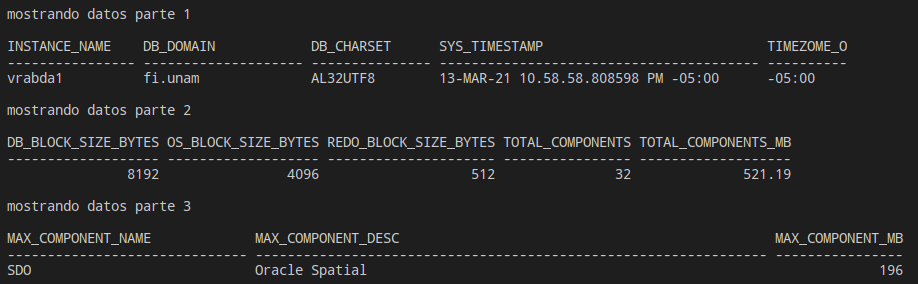 mostrando datos parte 1
INSTANCE_NAME    DB_DOMAIN            DB_CHARSET      SYS_TIMESTAMP                            TIMEZOME_O
---------------- -------------------- --------------- ---------------------------------------- ----------
vrabda1          fi.unam              AL32UTF8        13-MAR-21 10.58.58.808598 PM -05:00      -05:00
mostrando datos parte 2
DB_BLOCK_SIZE_BYTES OS_BLOCK_SIZE_BYTES REDO_BLOCK_SIZE_BYTES TOTAL_COMPONENTS TOTAL_COMPONENTS_MB
------------------- ------------------- --------------------- ---------------- -------------------
               8192                4096                   512               32              521.19
mostrando datos parte 3
MAX_COMPONENT_NAME             MAX_COMPONENT_DESC                                               MAX_COMPONENT_MB
------------------------------ ---------------------------------------------------------------- ----------------
SDO                            Oracle Spatial                                                                196